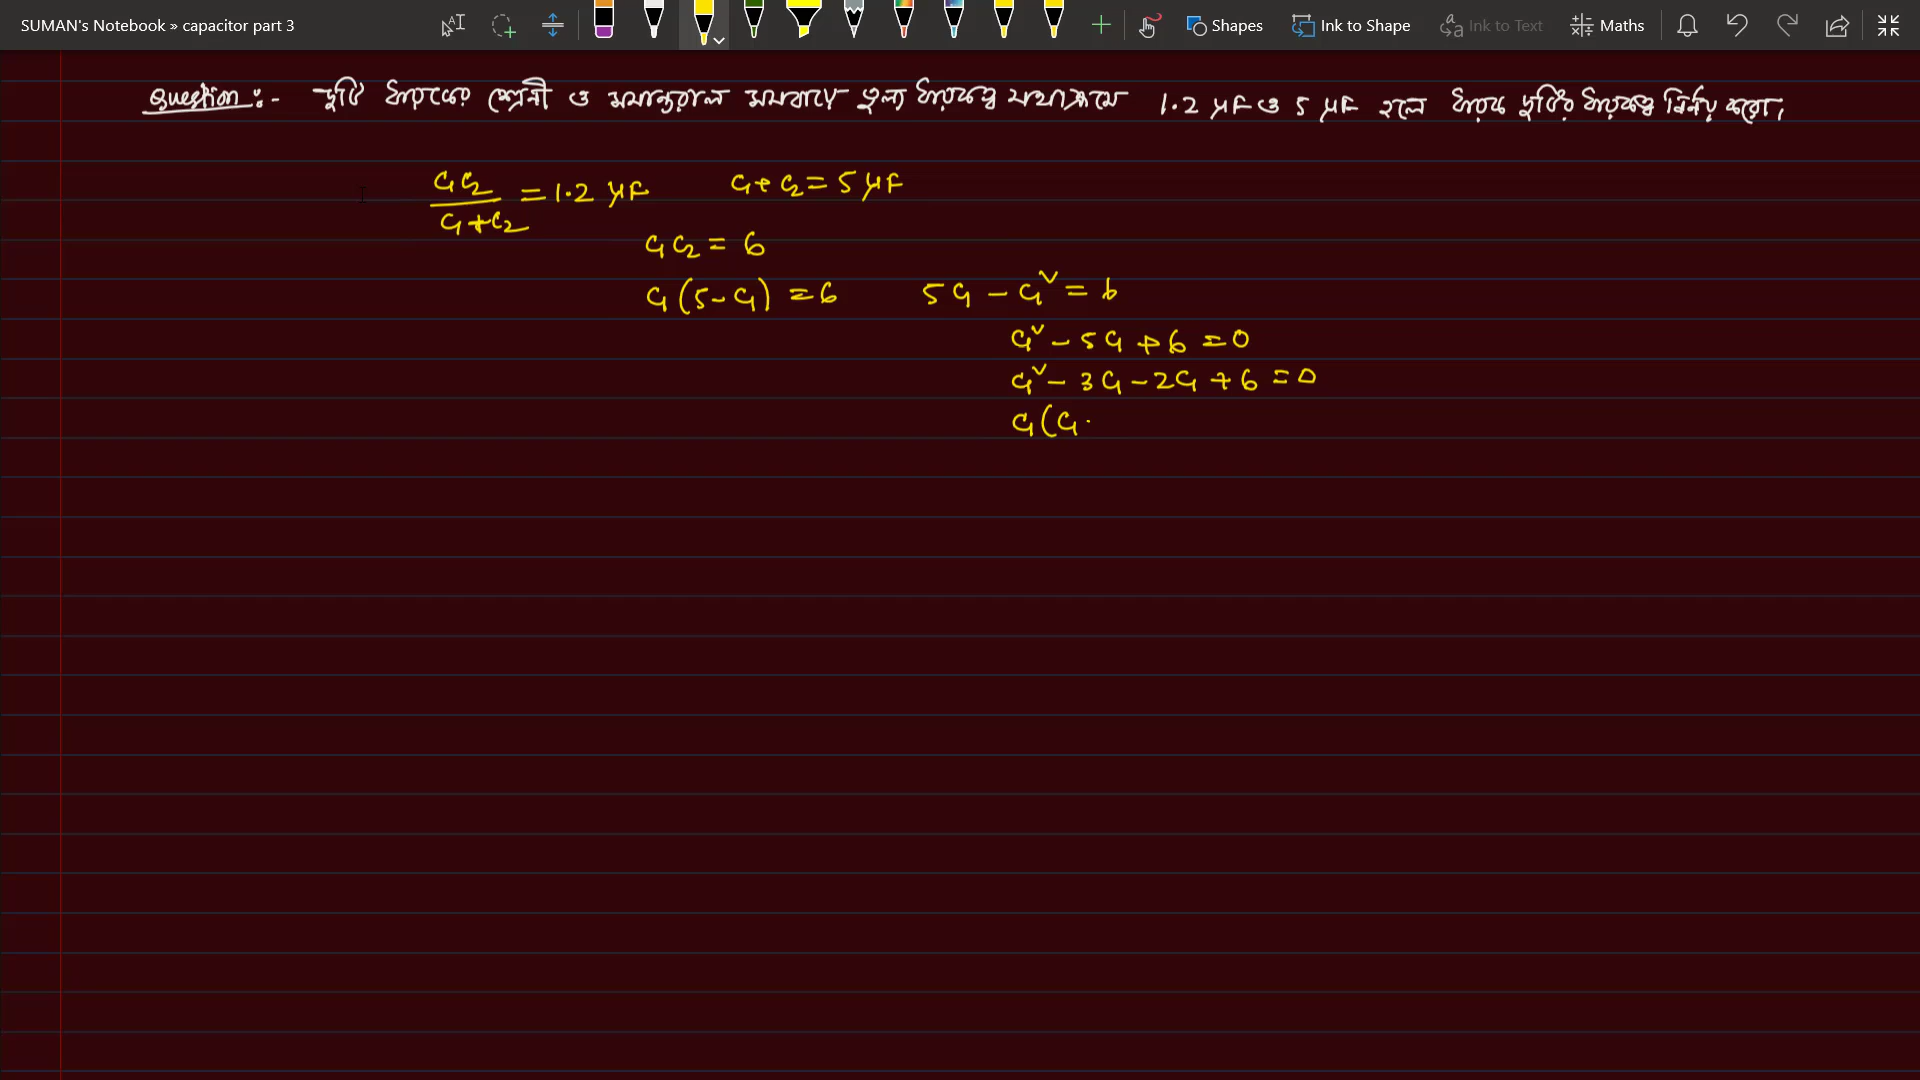 SUMAN's Notebook » capacitor part 3
Shapes Ink to Shape Ink to Text Maths
Question :- দুটি ধারকের শ্রেনী ও সমান্তরাল সমবায়ে তুল্য ধারকত্ব যথাক্রমে 1.2 μF ও 5 μF হলে ধারক দুটির ধারকত্ব নির্নয় করো।
C₁C₂ / C₁+C₂ = 1.2 μF C₁+C₂ = 5 μF
C₁C₂ = 6
C₁(5-C₁) = 6 5C₁ - C₁² = 6
C₁² - 5C₁ + 6 = 0
C₁² - 3C₁ - 2C₁ + 6 = 0
C₁(C₁ -